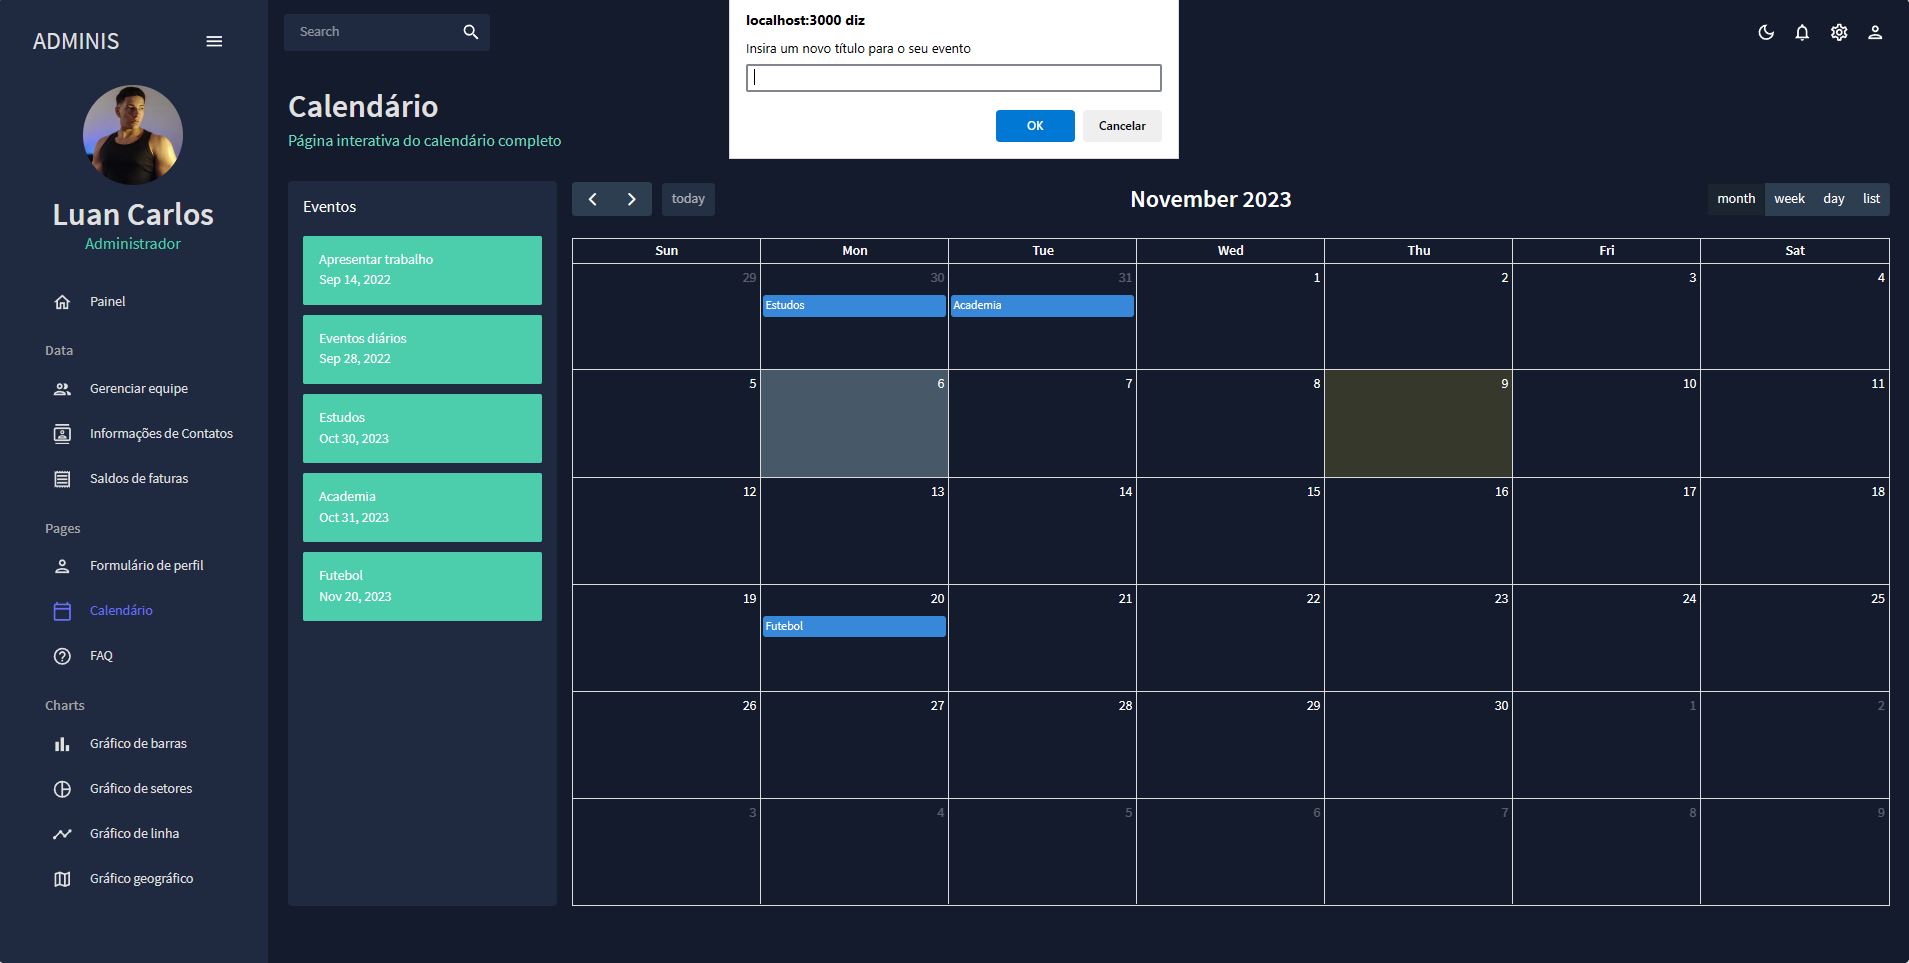 ADMINIS
Luan Carlos
Administrador
Painel
Data
Gerenciar equipe
Informações de Contatos
Saldos de faturas
Pages
Formulário de perfil
Calendário
FAQ
Charts
Gráfico de barras
Gráfico de setores
Gráfico de linha
Gráfico geográfico
Search
localhost:3000 diz
Insira um novo título para o seu evento
OK Cancelar
Calendário
Página interativa do calendário completo
Eventos
Apresentar trabalho
Sep 14, 2022
Eventos diários
Sep 28, 2022
Estudos
Oct 30, 2023
Academia
Oct 31, 2023
Futebol
Nov 20, 2023
today November 2023 month week day list
Sun Mon Tue Wed Thu Fri Sat
29 30 31 1 2 3 4
Estudos Academia
5 6 7 8 9 10 11
12 13 14 15 16 17 18
19 20 21 22 23 24 25
Futebol
26 27 28 29 30 1 2
3 4 5 6 7 8 9